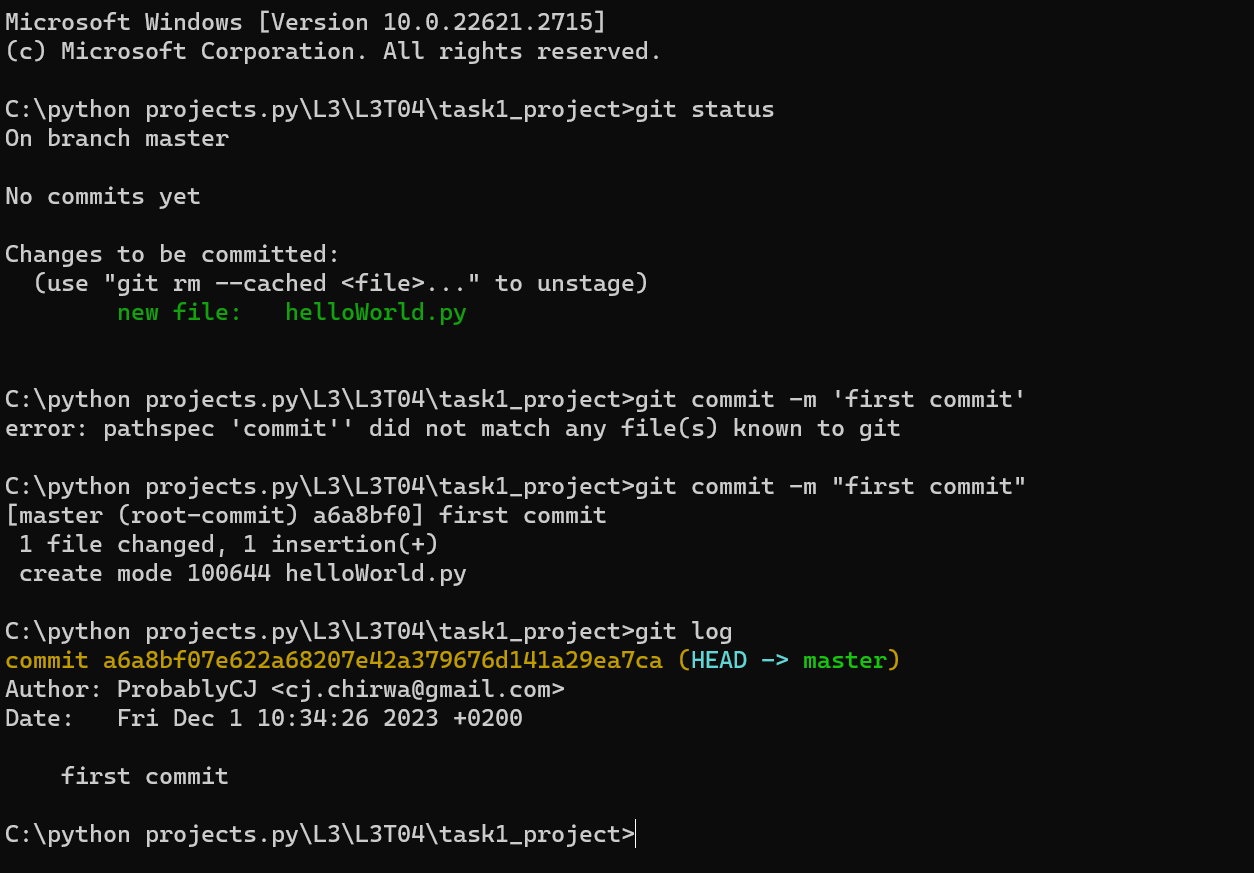 Microsoft Windows [Version 10.0.22621.2715]
(c) Microsoft Corporation. All rights reserved.
C:\python projects.py\L3\L3T04\task1_project>git status
On branch master
No commits yet
Changes to be committed:
  (use "git rm --cached <file>..." to unstage)
        new file:   helloWorld.py
C:\python projects.py\L3\L3T04\task1_project>git commit -m 'first commit'
error: pathspec 'commit'' did not match any file(s) known to git
C:\python projects.py\L3\L3T04\task1_project>git commit -m "first commit"
[master (root-commit) a6a8bf0] first commit
 1 file changed, 1 insertion(+)
 create mode 100644 helloWorld.py
C:\python projects.py\L3\L3T04\task1_project>git log
commit a6a8bf07e622a68207e42a379676d141a29ea7ca (HEAD -> master)
Author: ProbablyCJ <cj.chirwa@gmail.com>
Date:   Fri Dec 1 10:34:26 2023 +0200
    first commit
C:\python projects.py\L3\L3T04\task1_project>